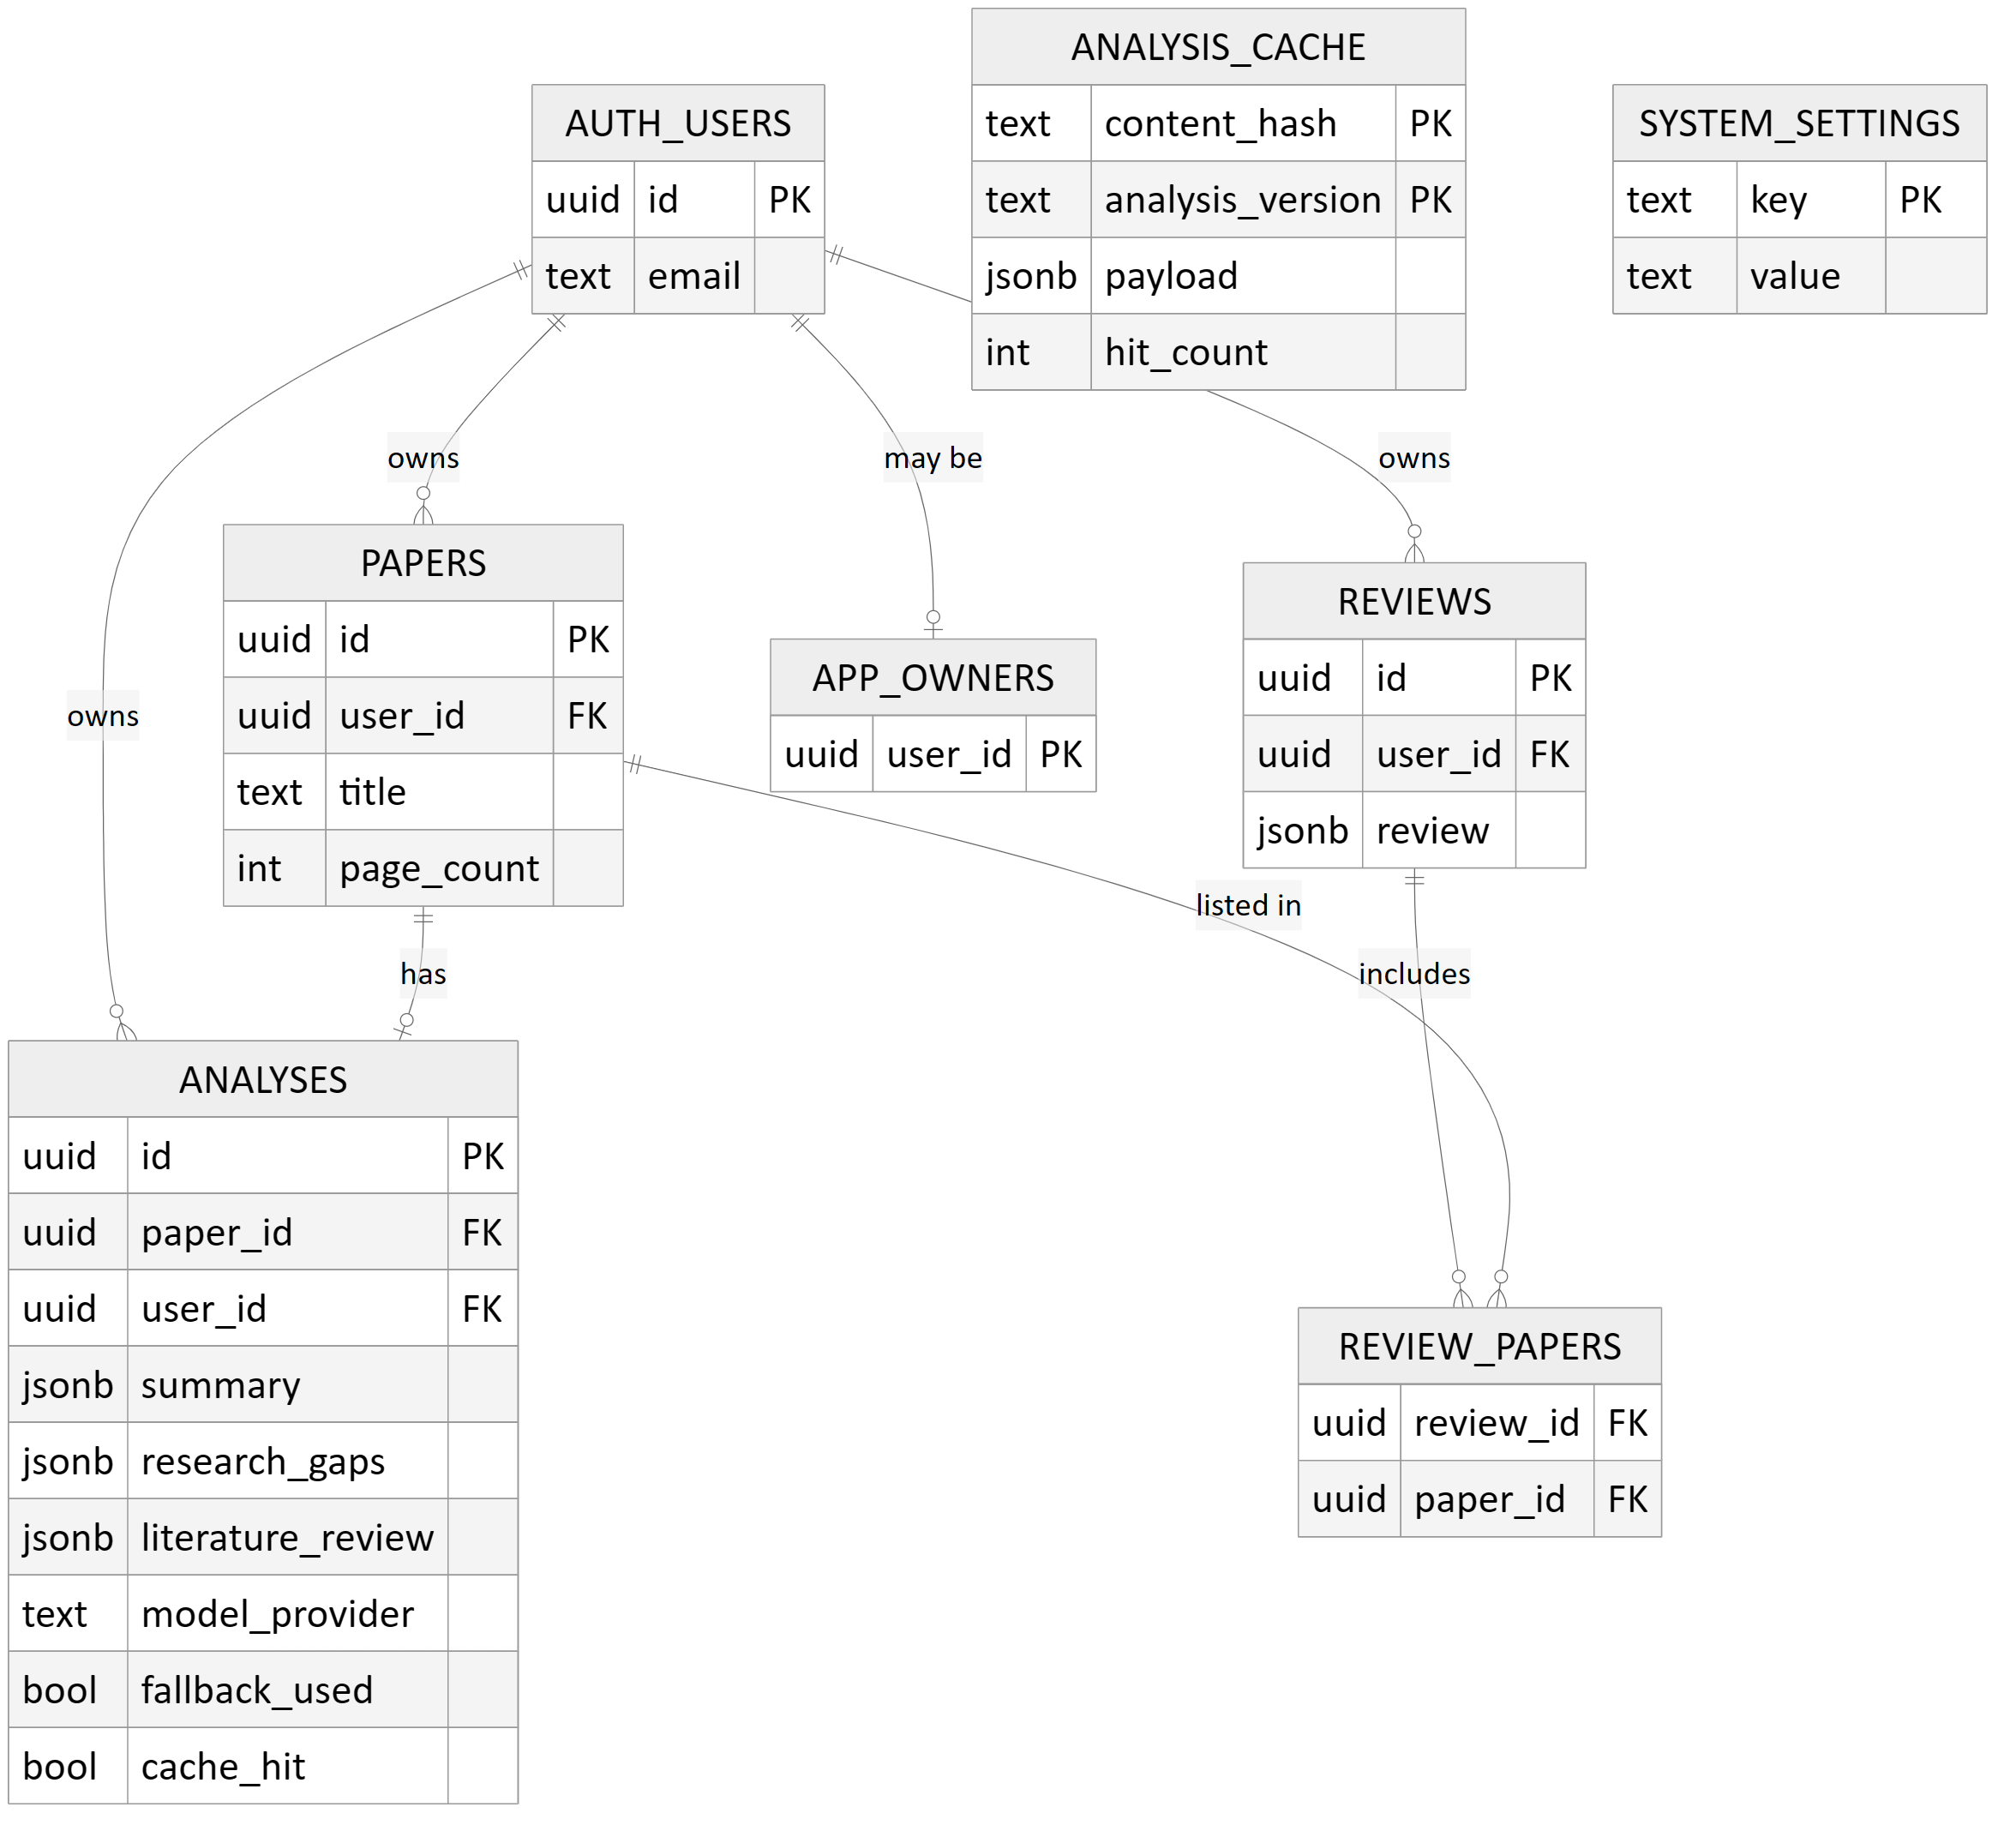 ANALYSIS_CACHE
text content_hash PK
text analysis_version PK
jsonb payload
int hit_count
AUTH_USERS
uuid id PK
text email
SYSTEM_SETTINGS
text key PK
text value
owns
may be
owns
PAPERS
uuid id PK
uuid user_id FK
text title
int page_count
APP_OWNERS
uuid user_id PK
REVIEWS
uuid id PK
uuid user_id FK
jsonb review
owns
listed in
has
includes
ANALYSES
uuid id PK
uuid paper_id FK
uuid user_id FK
jsonb summary
jsonb research_gaps
jsonb literature_review
text model_provider
bool fallback_used
bool cache_hit
REVIEW_PAPERS
uuid review_id FK
uuid paper_id FK